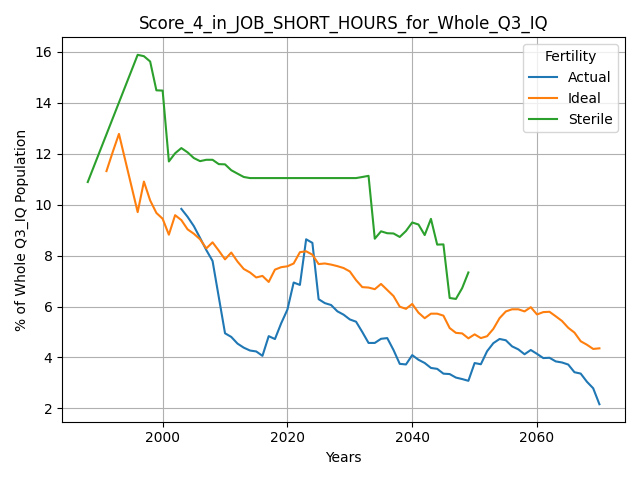 Score_4_in_JOB_SHORT_HOURS_for_Whole_Q3_IQ
% of Whole Q3_IQ Population
16
14
12
10
8
6
4
2
Fertility
Actual
Ideal
Sterile
2000 2020 2040 2060
Years